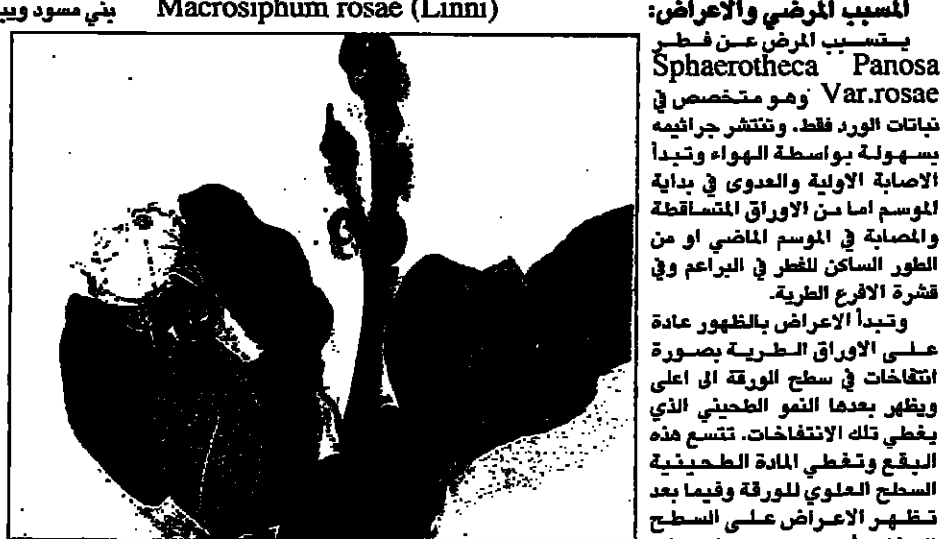 المسبب المرضي والاعراض:
يتسبب المرض عن فطر
Sphaerotheca Panosa
Var.rosae وهو متخصص في
نباتات الورد فقط. وتنتشر جراثيمه
بسهولة بواسطة الهواء وتبدأ
الاصابة الاولية والعدوى في بداية
الموسم اما من الاوراق المتساقطة
والمصابة في الموسم الماضي او من
الطور الساكن للفطر في البراعم وفي
قشرة الافرع الطرية.
وتبدأ الاعراض بالظهور عادة
على الاوراق الطرية بصورة
انتفاخات في سطح الورقة الى اعلى
ويظهر بعدها النمو الطحيني الذي
يغطي تلك الانتفاخات. تتسع هذه
البقع وتغطي المادة الطحينية
السطح العلوي للورقة وفيما بعد
تظهر الاعراض على السطح
Macrosiphum rosae (Linni)
بني مسود